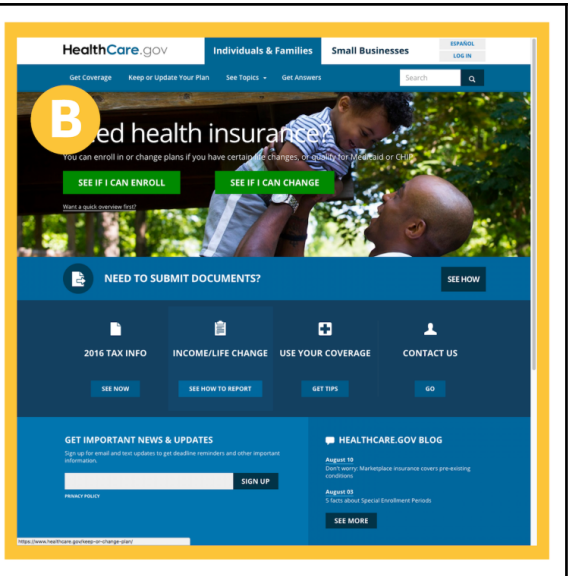 HealthCare.gov
Individuals & Families
Small Businesses
ESPAÑOL
LOG IN
Get Coverage
Keep or Update Your Plan
See Topics
Get Answers
Search
B
ed health insurance?
You can enroll in or change plans if you have certain life changes, or qualify for Medicaid or CHIP.
SEE IF I CAN ENROLL
SEE IF I CAN CHANGE
Want a quick overview first?
NEED TO SUBMIT DOCUMENTS?
SEE HOW
2016 TAX INFO
INCOME/LIFE CHANGE
USE YOUR COVERAGE
CONTACT US
SEE NOW
SEE HOW TO REPORT
GET TIPS
GO
GET IMPORTANT NEWS & UPDATES
Sign up for email and text updates to get deadline reminders and other important
information.
SIGN UP
PRIVACY POLICY
HEALTHCARE.GOV BLOG
August 10
Don't worry: Marketplace insurance covers pre-existing
conditions
August 03
5 facts about Special Enrollment Periods
SEE MORE
https://www.healthcare.gov/keep-or-change-plan/